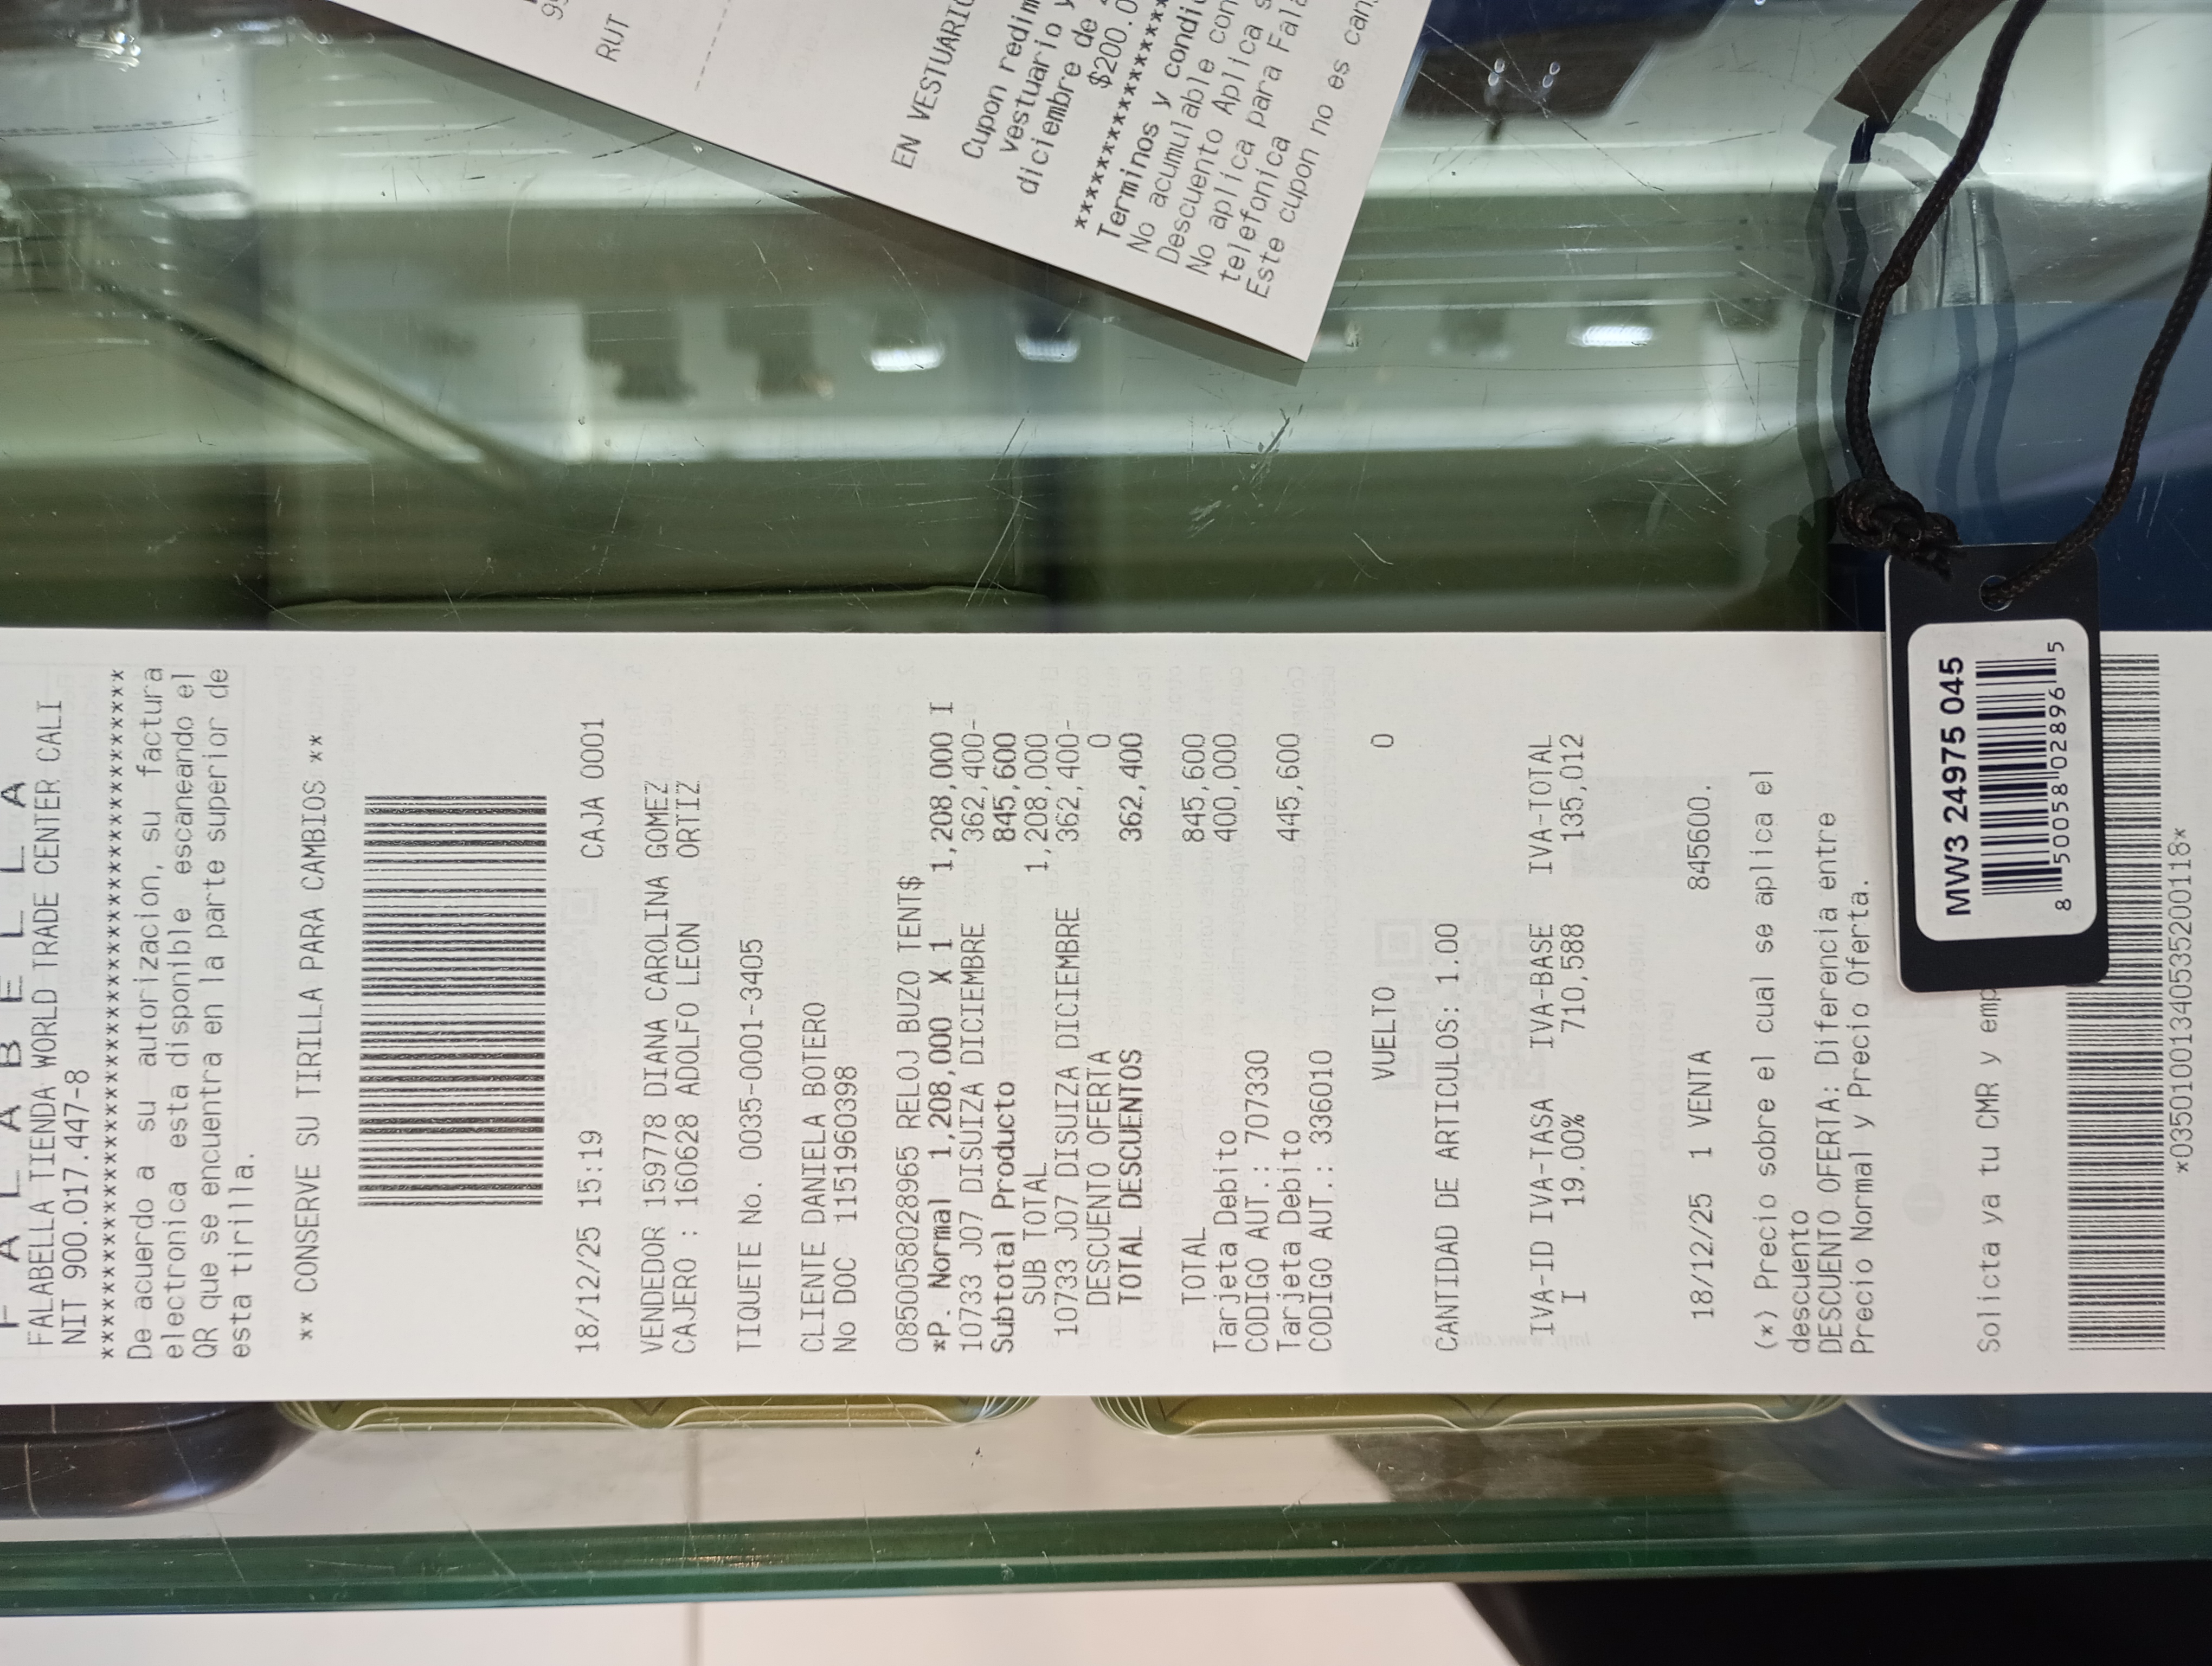 F A L A B E L L A
FALABELLA TIENDA WORLD TRADE CENTER CALI
NIT 900.017.447-8
****************************************
De acuerdo a su autorizacion, su factura
electronica esta disponible escaneando el
QR que se encuentra en la parte superior de
esta tirilla.
** CONSERVE SU TIRILLA PARA CAMBIOS **
18/12/25 15:19 CAJA 0001
VENDEDOR 159778 DIANA CAROLINA GOMEZ
CAJERO : 160628 ADOLFO LEON ORTIZ
TIQUETE No. 0035-0001-3405
CLIENTE DANIELA BOTERO
No DOC 1151960398
0850058028965 RELOJ BUZO TENT$
*P. Normal 1,208,000 X 1 1,208,000 I
10733 J07 DISUIZA DICIEMBRE 362,400-
Subtotal Producto 845,600
SUB TOTAL 1,208,000
10733 J07 DISUIZA DICIEMBRE 362,400-
DESCUENTO OFERTA 0
TOTAL DESCUENTOS 362,400
TOTAL 845,600
Tarjeta Debito 400,000
CODIGO AUT.: 707330
Tarjeta Debito 445,600
CODIGO AUT.: 336010
VUELTO 0
CANTIDAD DE ARTICULOS: 1.00
IVA-ID IVA-TASA IVA-BASE IVA-TOTAL
I 19.00% 710,588 135,012
18/12/25 1 VENTA 845600.
(*) Precio sobre el cual se aplica el
descuento
DESCUENTO OFERTA: Diferencia entre
Precio Normal y Precio Oferta.
Solicta ya tu CMR y emp
*035010013405352001118*
MW3 24975 045
8 50058 02896 5
RUT
EN VESTUARIO
Cupon redim
vestuario y
diciembre de
$200.0
Terminos y condic
No acumulable con
Descuento Aplica s
No aplica para Fala
telefonica
Este cupon no es canj